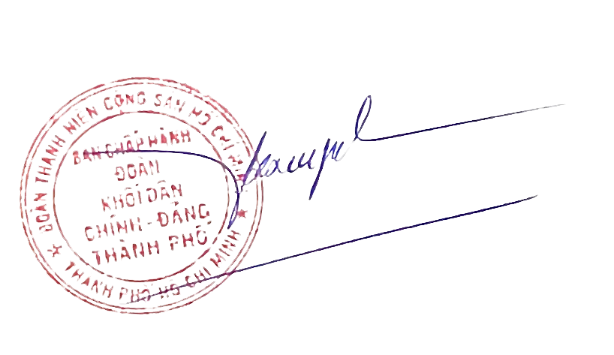 ĐOÀN THANH NIÊN CỘNG SẢN HỒ CHÍ MINH
BAN CHẤP HÀNH
ĐOÀN
KHỐI DÂN
CHÍNH - ĐẢNG
THÀNH PHỐ
THÀNH PHỐ HỒ CHÍ MINH